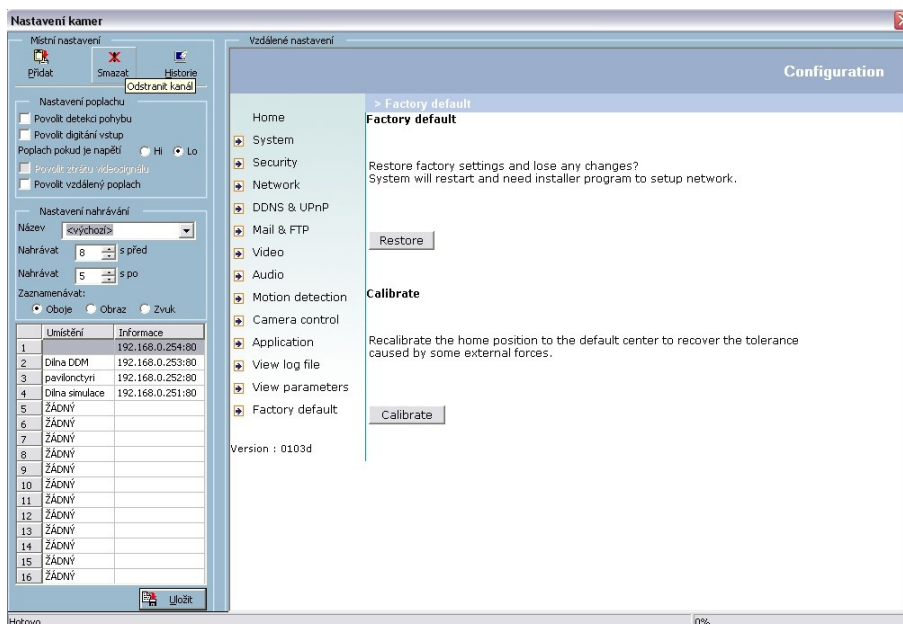 Nastavení kamer
Místní nastavení
Přidat Smazat Historie
Odstranit kanál
Nastavení poplachu
Povolit detekci pohybu
Povolit digitání vstup
Poplach pokud je napětí Hi Lo
Povolit ztrátu videosignálu
Povolit vzdálený poplach
Nastavení nahrávání
Název <výchozí>
Nahrávat 8 s před
Nahrávat 5 s po
Zaznamenávat:
Oboje Obraz Zvuk
Umístění Informace
1 192.168.0.254:80
2 Dílna DDM 192.168.0.253:80
3 pavilonctyri 192.168.0.252:80
4 Dílna simulace 192.168.0.251:80
5 ŽÁDNÝ
6 ŽÁDNÝ
7 ŽÁDNÝ
8 ŽÁDNÝ
9 ŽÁDNÝ
10 ŽÁDNÝ
11 ŽÁDNÝ
12 ŽÁDNÝ
13 ŽÁDNÝ
14 ŽÁDNÝ
15 ŽÁDNÝ
16 ŽÁDNÝ
Uložit
Vzdálené nastavení
Configuration
Home
System
Security
Network
DDNS & UPnP
Mail & FTP
Video
Audio
Motion detection
Camera control
Application
View log file
View parameters
Factory default
Version : 0103d
> Factory default
Factory default
Restore factory settings and lose any changes?
System will restart and need installer program to setup network.
Restore
Calibrate
Recalibrate the home position to the default center to recover the tolerance
caused by some external forces.
Calibrate
Hotovo 0%